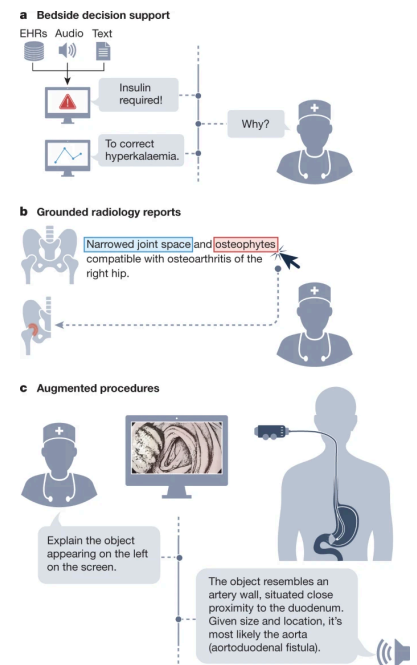 a Bedside decision support
EHRs Audio Text
Insulin
required!
Why?
To correct
hyperkalaemia.
b Grounded radiology reports
Narrowed joint space and osteophytes
compatible with osteoarthritis of the
right hip.
c Augmented procedures
Explain the object
appearing on the left
on the screen.
The object resembles an
artery wall, situated close
proximity to the duodenum.
Given size and location, it's
most likely the aorta
(aortoduodenal fistula).